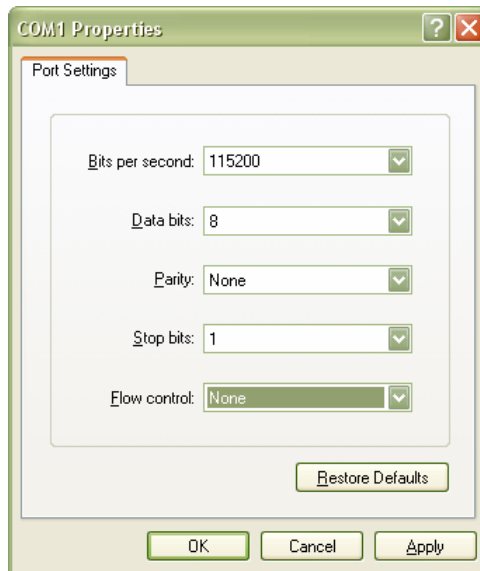 COM1 Properties
Port Settings
Bits per second: 115200
Data bits: 8
Parity: None
Stop bits: 1
Flow control: None
Restore Defaults
OK Cancel Apply